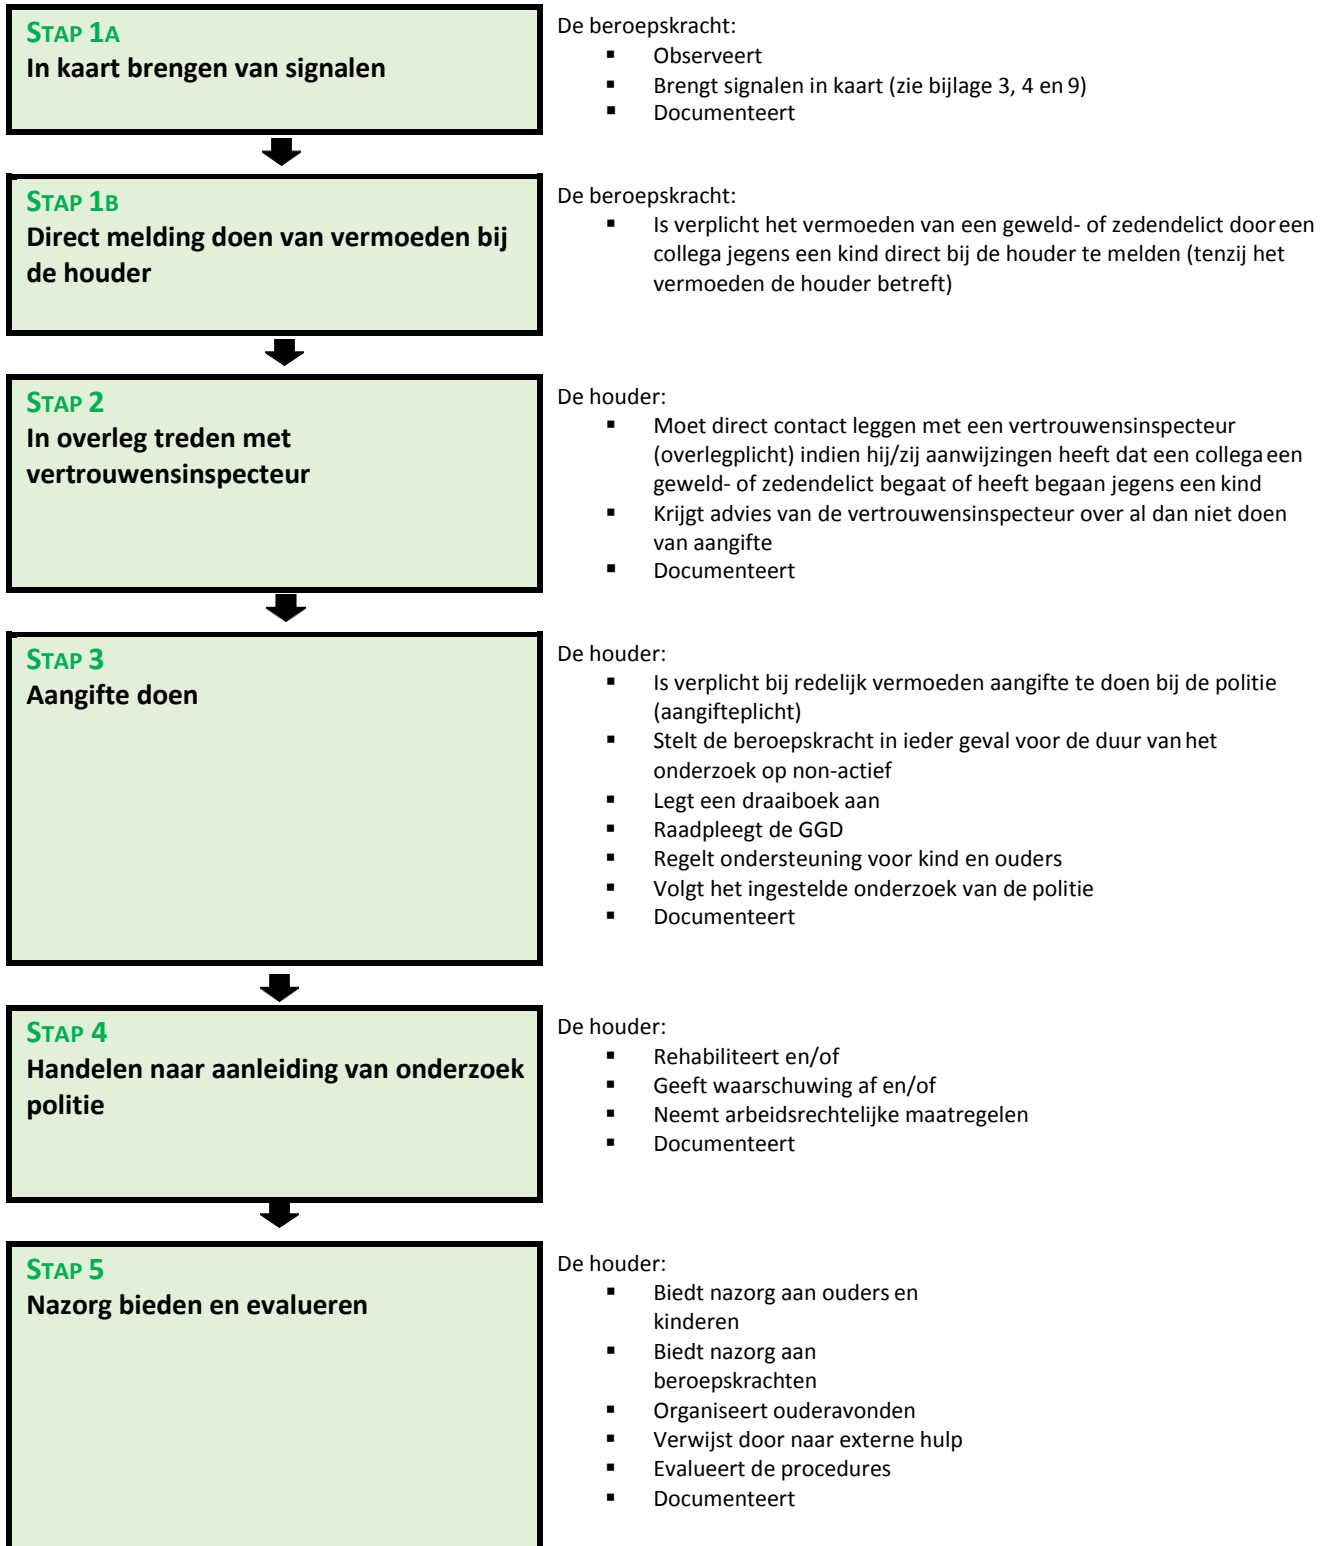 STAP 1A
In kaart brengen van signalen
De beroepskracht:
▪ Observeert
▪ Brengt signalen in kaart (zie bijlage 3, 4 en 9)
▪ Documenteert
STAP 1B
Direct melding doen van vermoeden bij
de houder
De beroepskracht:
▪ Is verplicht het vermoeden van een geweld- of zedendelict door een
collega jegens een kind direct bij de houder te melden (tenzij het
vermoeden de houder betreft)
STAP 2
In overleg treden met
vertrouwensinspecteur
De houder:
▪ Moet direct contact leggen met een vertrouwensinspecteur
(overlegplicht) indien hij/zij aanwijzingen heeft dat een collega een
geweld- of zedendelict begaat of heeft begaan jegens een kind
▪ Krijgt advies van de vertrouwensinspecteur over al dan niet doen
van aangifte
▪ Documenteert
STAP 3
Aangifte doen
De houder:
▪ Is verplicht bij redelijk vermoeden aangifte te doen bij de politie
(aangifteplicht)
▪ Stelt de beroepskracht in ieder geval voor de duur van het
onderzoek op non-actief
▪ Legt een draaiboek aan
▪ Raadpleegt de GGD
▪ Regelt ondersteuning voor kind en ouders
▪ Volgt het ingestelde onderzoek van de politie
▪ Documenteert
STAP 4
Handelen naar aanleiding van onderzoek
politie
De houder:
▪ Rehabiliteert en/of
▪ Geeft waarschuwing af en/of
▪ Neemt arbeidsrechtelijke maatregelen
▪ Documenteert
STAP 5
Nazorg bieden en evalueren
De houder:
▪ Biedt nazorg aan ouders en
kinderen
▪ Biedt nazorg aan
beroepskrachten
▪ Organiseert ouderavonden
▪ Verwijst door naar externe hulp
▪ Evalueert de procedures
▪ Documenteert